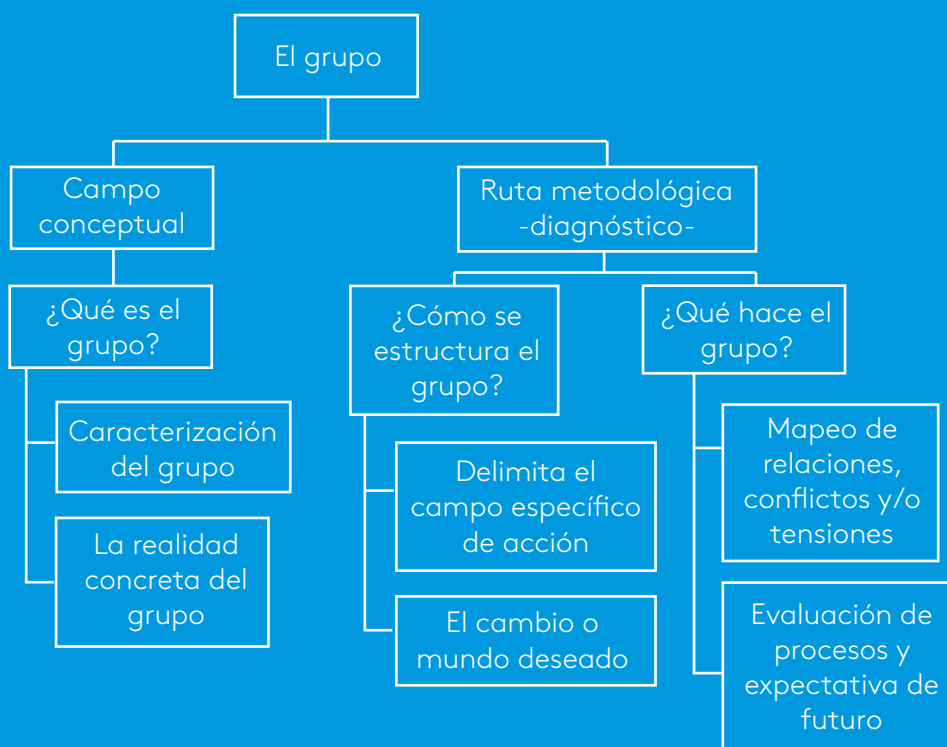 El grupo
Campo
conceptual
Ruta metodológica
-diagnóstico-
¿Qué es el
grupo?
¿Cómo se
estructura el
grupo?
¿Qué hace el
grupo?
Caracterización
del grupo
La realidad
concreta del
grupo
Delimita el
campo específico
de acción
El cambio o
mundo deseado
Mapeo de
relaciones,
conflictos y/o
tensiones
Evaluación de
procesos y
expectativa de
futuro